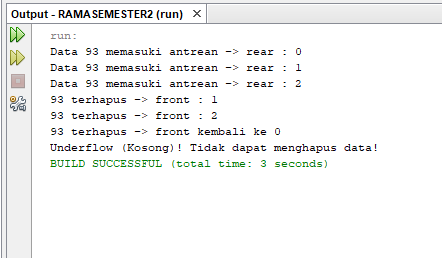 Output - RAMASEMESTER2 (run) ×
run:
Data 93 memasuki antrean -> rear : 0
Data 93 memasuki antrean -> rear : 1
Data 93 memasuki antrean -> rear : 2
93 terhapus -> front : 1
93 terhapus -> front : 2
93 terhapus -> front kembali ke 0
Underflow (Kosong)! Tidak dapat menghapus data!
BUILD SUCCESSFUL (total time: 3 seconds)